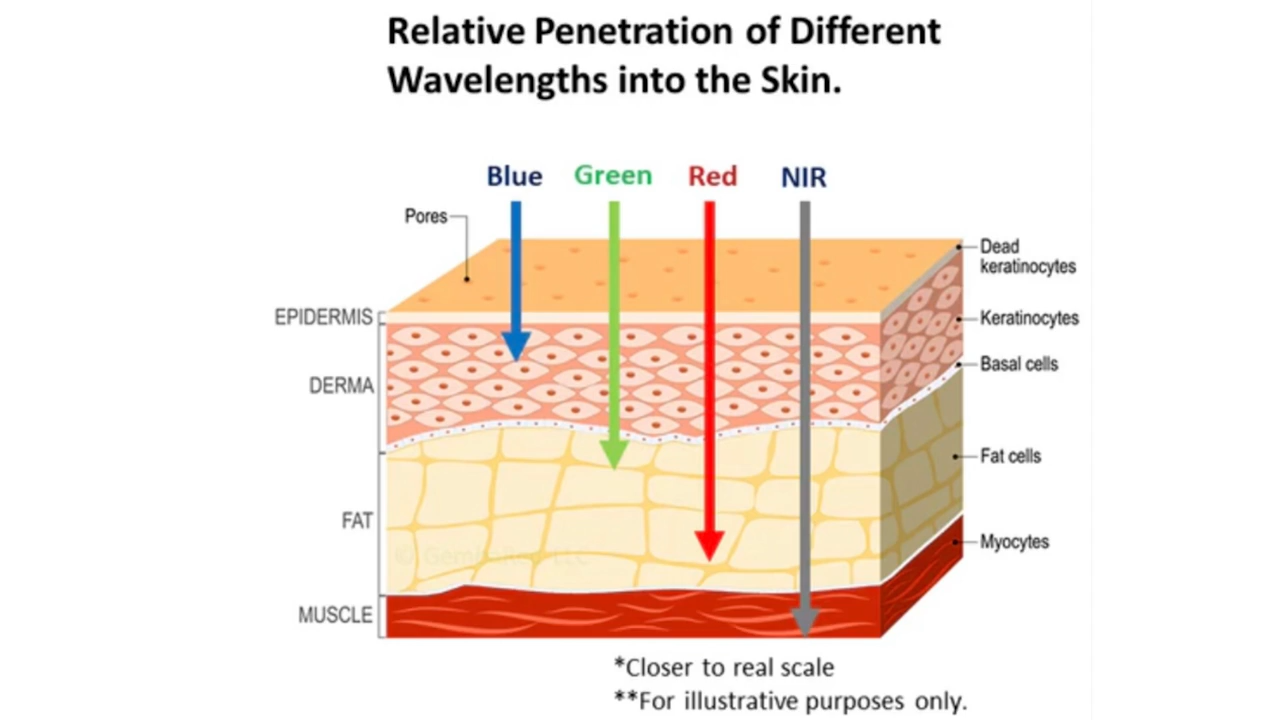 Relative Penetration of Different
Wavelengths into the Skin.
Blue
Green
Red
NIR
Pores
Dead
keratinocytes
EPIDERMIS
Keratinocytes
Basal cells
DERMA
Fat cells
FAT
Myocytes
MUSCLE
*Closer to real scale
**For illustrative purposes only.